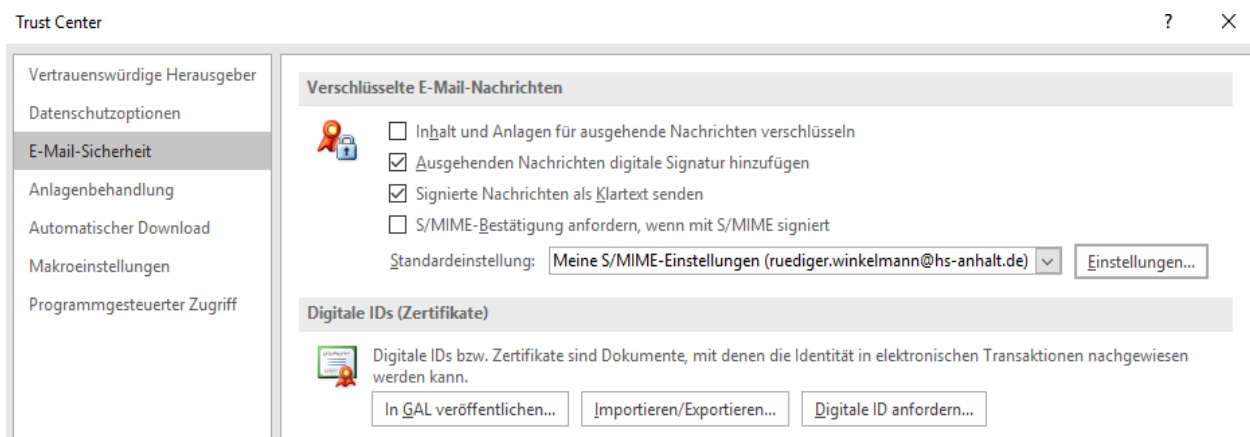 Trust Center
?
Vertrauenswürdige Herausgeber
Datenschutzoptionen
E-Mail-Sicherheit
Anlagenbehandlung
Automatischer Download
Makroeinstellungen
Programmgesteuerter Zugriff
Verschlüsselte E-Mail-Nachrichten
Inhalt und Anlagen für ausgehende Nachrichten verschlüsseln
Ausgehenden Nachrichten digitale Signatur hinzufügen
Signierte Nachrichten als Klartext senden
S/MIME-Bestätigung anfordern, wenn mit S/MIME signiert
Standardeinstellung: Meine S/MIME-Einstellungen (ruediger.winkelmann@hs-anhalt.de) Einstellungen...
Digitale IDs (Zertifikate)
Digitale IDs bzw. Zertifikate sind Dokumente, mit denen die Identität in elektronischen Transaktionen nachgewiesen
werden kann.
In GAL veröffentlichen... Importieren/Exportieren... Digitale ID anfordern...